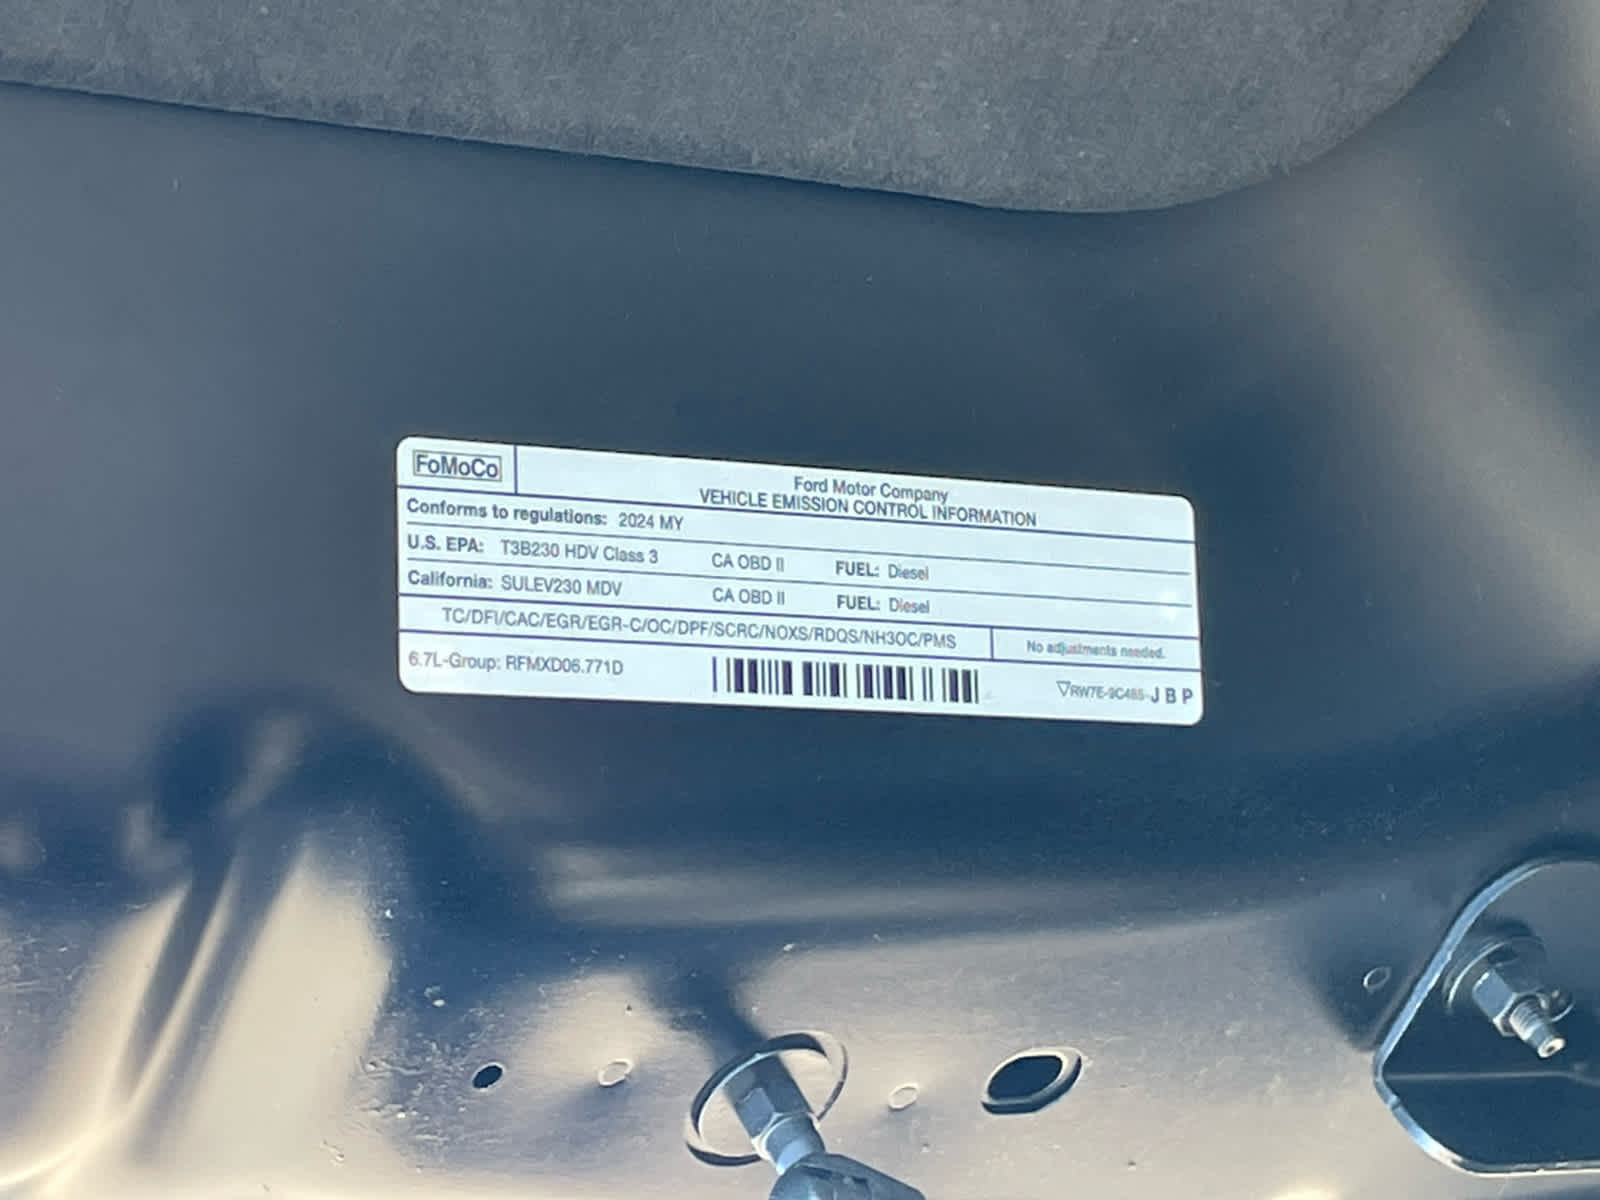 FoMoCo
Ford Motor Company
VEHICLE EMISSION CONTROL INFORMATION
Conforms to regulations: 2024 MY
U.S. EPA: T3B230 HDV Class 3 CA OBD II FUEL: Diesel
California: SULEV230 MDV CA OBD II FUEL: Diesel
TC/DFI/CAC/EGR/EGR-C/OC/DPF/SCRC/NOXS/RDQS/NH3OC/PMS
No adjustments needed.
6.7L-Group: RFMXD06.771D
RW7E-9C485-J B P